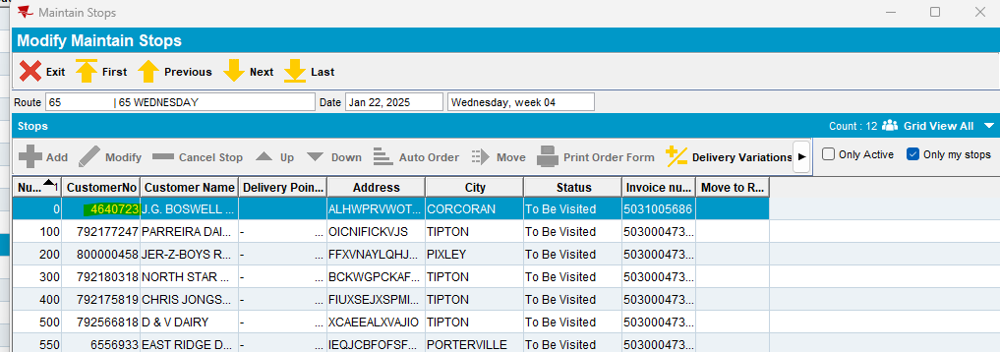 Maintain Stops
Modify Maintain Stops
Exit First Previous Next Last
Route 65 | 65 WEDNESDAY Date Jan 22, 2025 Wednesday, week 04
Stops Count : 12 Grid View All
Add Modify Cancel Stop Up Down Auto Order Move Print Order Form Delivery Variations Only Active Only my stops
Nu... 1 CustomerNo Customer Name Delivery Poin... Address City Status Invoice nu... Move to R...
0 4640723 J.G. BOSWELL ... ALHWPRVWOT... CORCORAN To Be Visited 5031005686
100 792177247 PARREIRA DAI... - ... OICNIFICKVJS TIPTON To Be Visited 503000473...
200 800000458 JER-Z-BOYS R... - ... FFXVNAYLQHJ... PIXLEY To Be Visited 503000473...
300 792180318 NORTH STAR ... - ... BCKWGPCKAF... TIPTON To Be Visited 503000473...
400 792175819 CHRIS JONGS... - ... FIUXSEJXSPMI... TIPTON To Be Visited 503000473...
500 792566818 D & V DAIRY - ... XCAEEALXVAJIO TIPTON To Be Visited 503000473...
550 6556933 EAST RIDGE D... - ... IEQJCBFOFSF... PORTERVILLE To Be Visited 503000473...